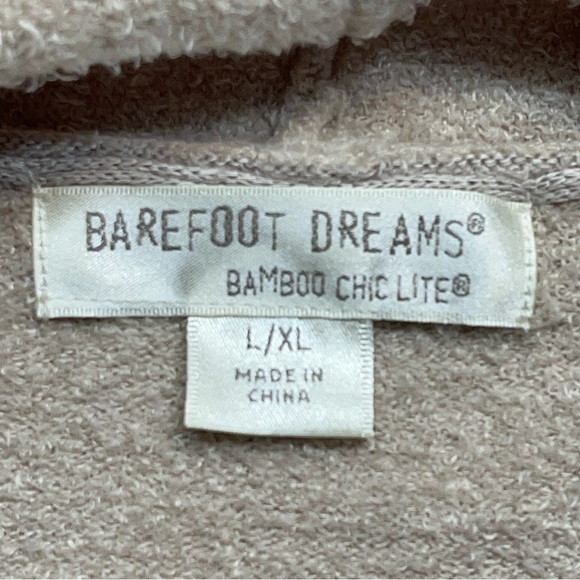 BAREFOOT DREAMS®
BAMBOO CHIC LITE®
L/XL
MADE IN
CHINA